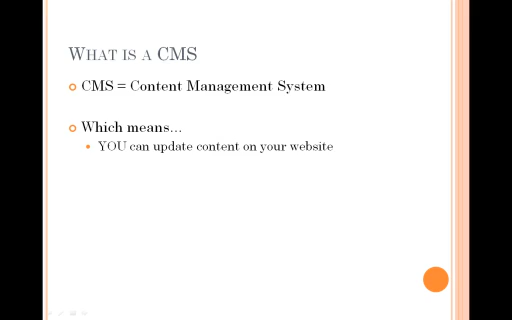 What is a CMS
CMS = Content Management System
Which means...
YOU can update content on your website